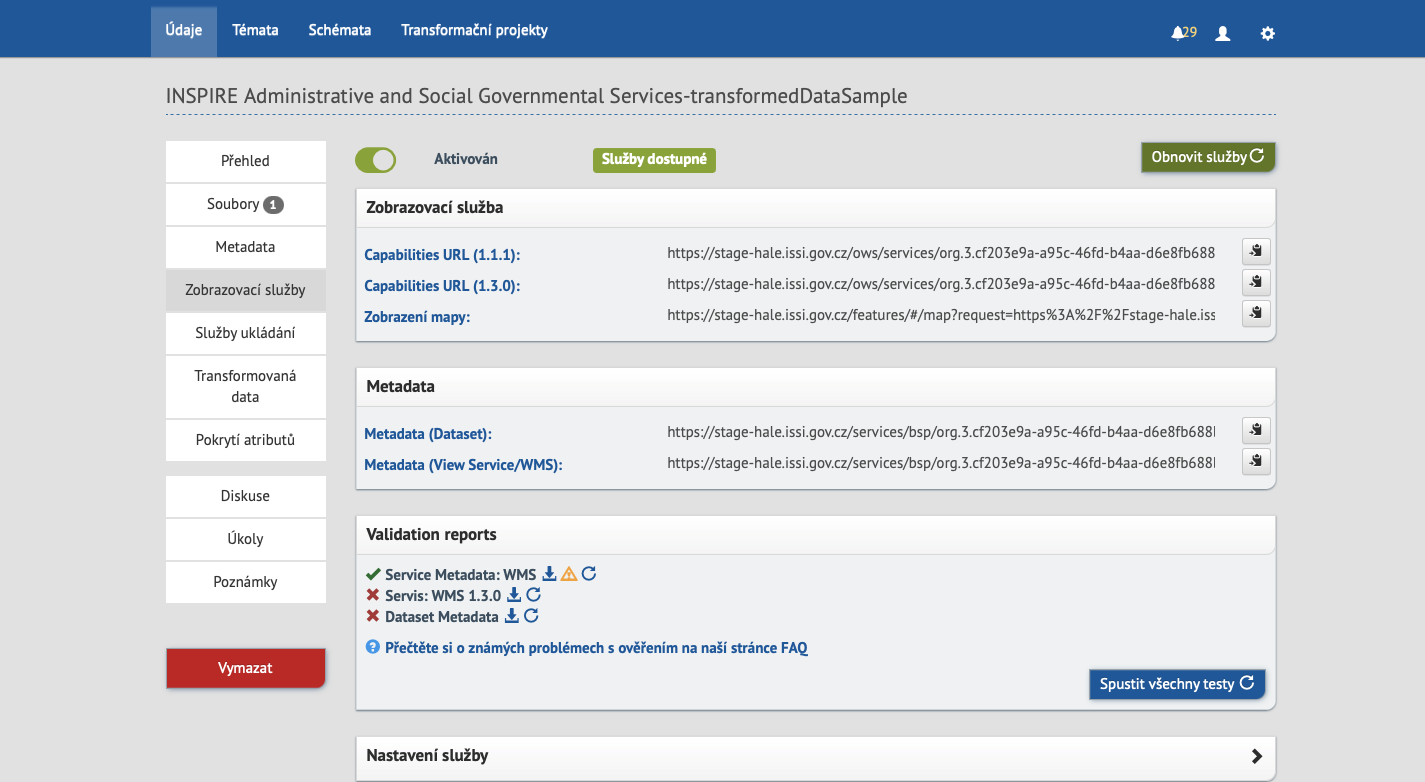 Údaje Témata Schémata Transformační projekty 29
INSPIRE Administrative and Social Governmental Services-transformedDataSample
Přehled
Soubory 1
Metadata
Zobrazovací služby
Služby ukládání
Transformovaná
data
Pokrytí atributů
Diskuse
Úkoly
Poznámky
Vymazat
Aktivován Služby dostupné Obnovit služby
Zobrazovací služba
Capabilities URL (1.1.1): https://stage-hale.issi.gov.cz/ows/services/org.3.cf203e9a-a95c-46fd-b4aa-d6e8fb688
Capabilities URL (1.3.0): https://stage-hale.issi.gov.cz/ows/services/org.3.cf203e9a-a95c-46fd-b4aa-d6e8fb688
Zobrazení mapy: https://stage-hale.issi.gov.cz/features/#/map?request=https%3A%2F%2Fstage-hale.iss
Metadata
Metadata (Dataset): https://stage-hale.issi.gov.cz/services/bsp/org.3.cf203e9a-a95c-46fd-b4aa-d6e8fb688
Metadata (View Service/WMS): https://stage-hale.issi.gov.cz/services/bsp/org.3.cf203e9a-a95c-46fd-b4aa-d6e8fb688
Validation reports
Service Metadata: WMS
Servis: WMS 1.3.0
Dataset Metadata
Přečtěte si o známých problémech s ověřením na naší stránce FAQ
Spustit všechny testy
Nastavení služby